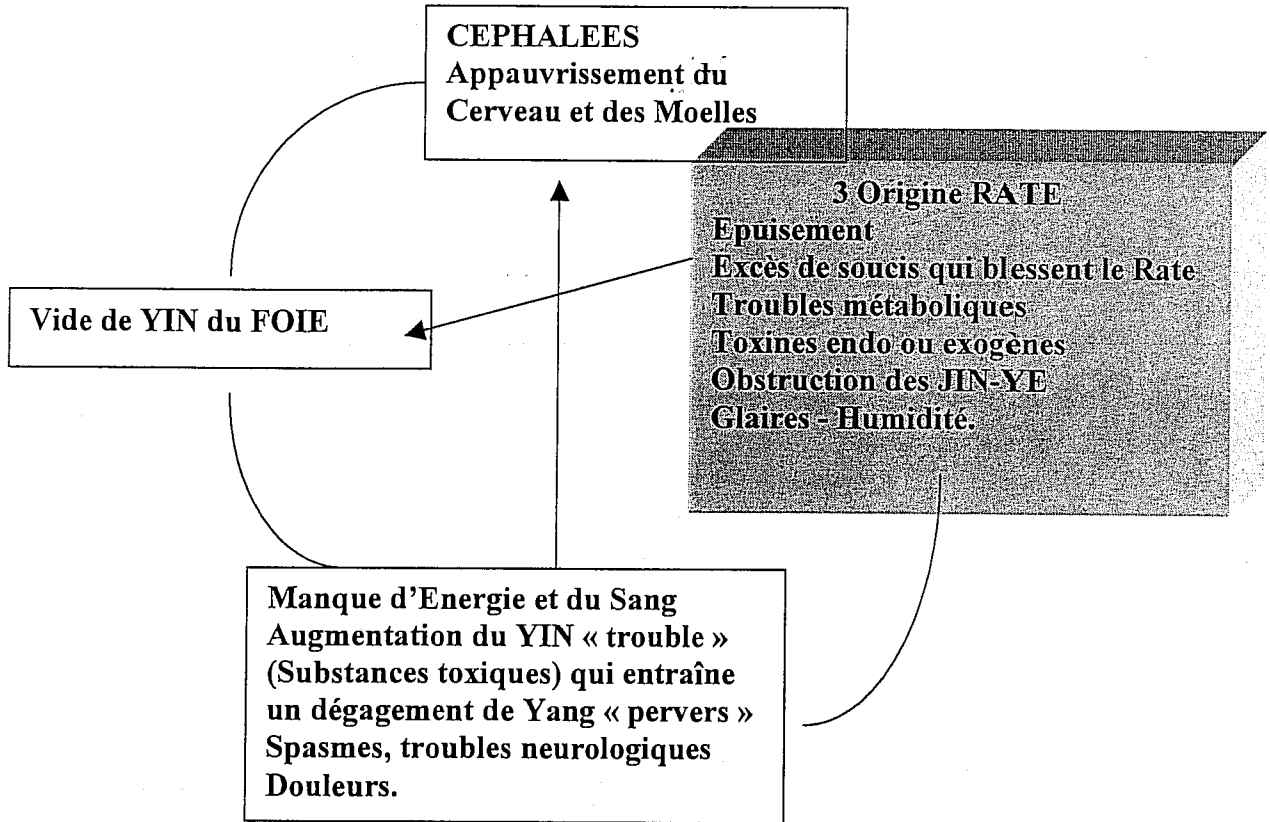 CEPHALEES
Appauvrissement du
Cerveau et des Moelles
3 Origine RATE
Epuisement
Excès de soucis qui blessent le Rate
Troubles métaboliques
Toxines endo ou exogènes
Obstruction des JIN-YE
Glaires - Humidité.
Vide de YIN du FOIE
Manque d'Energie et du Sang
Augmentation du YIN « trouble »
(Substances toxiques) qui entraîne
un dégagement de Yang « pervers »
Spasmes, troubles neurologiques
Douleurs.